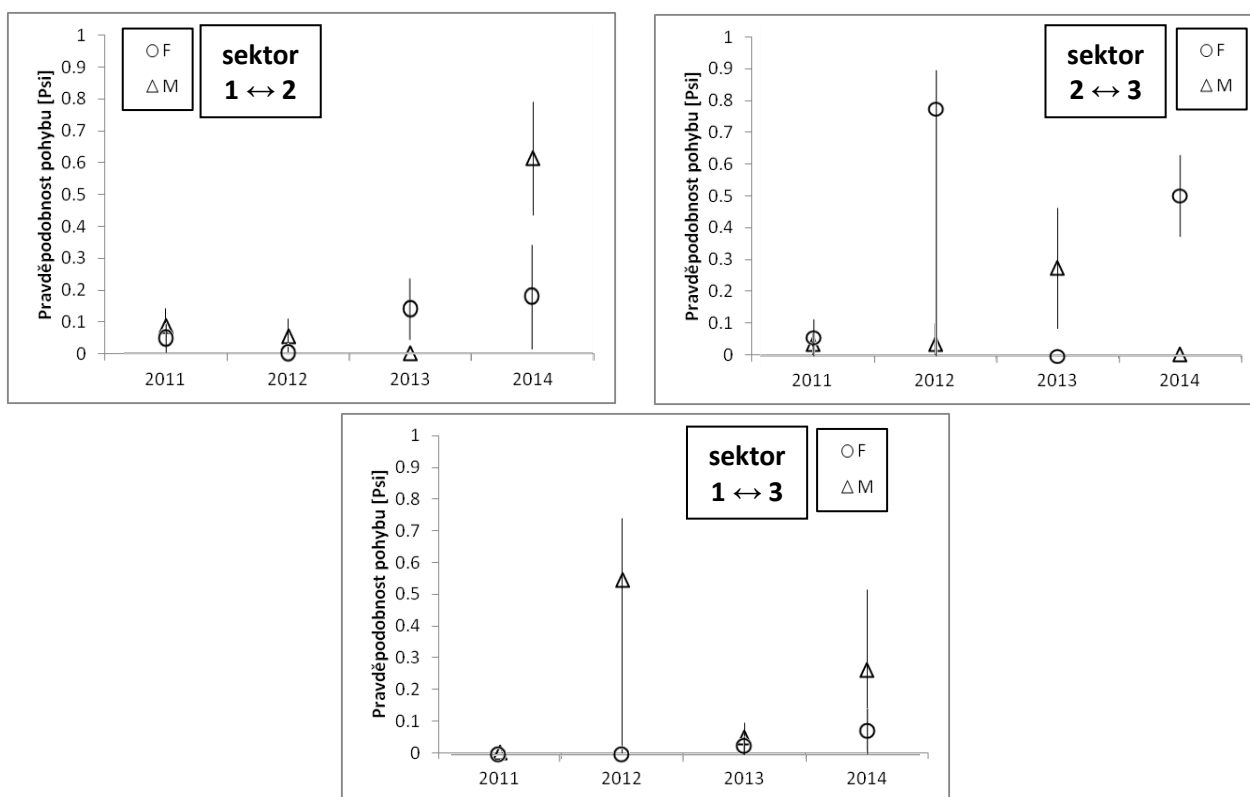 ○ F
△ M
sektor
1 ↔ 2
Pravděpodobnost pohybu [Psi]
1
0.9
0.8
0.7
0.6
0.5
0.4
0.3
0.2
0.1
0
2011 2012 2013 2014
sektor
2 ↔ 3
○ F
△ M
Pravděpodobnost pohybu [Psi]
1
0.9
0.8
0.7
0.6
0.5
0.4
0.3
0.2
0.1
0
2011 2012 2013 2014
sektor
1 ↔ 3
○ F
△ M
Pravděpodobnost pohybu [Psi]
1
0.9
0.8
0.7
0.6
0.5
0.4
0.3
0.2
0.1
0
2011 2012 2013 2014